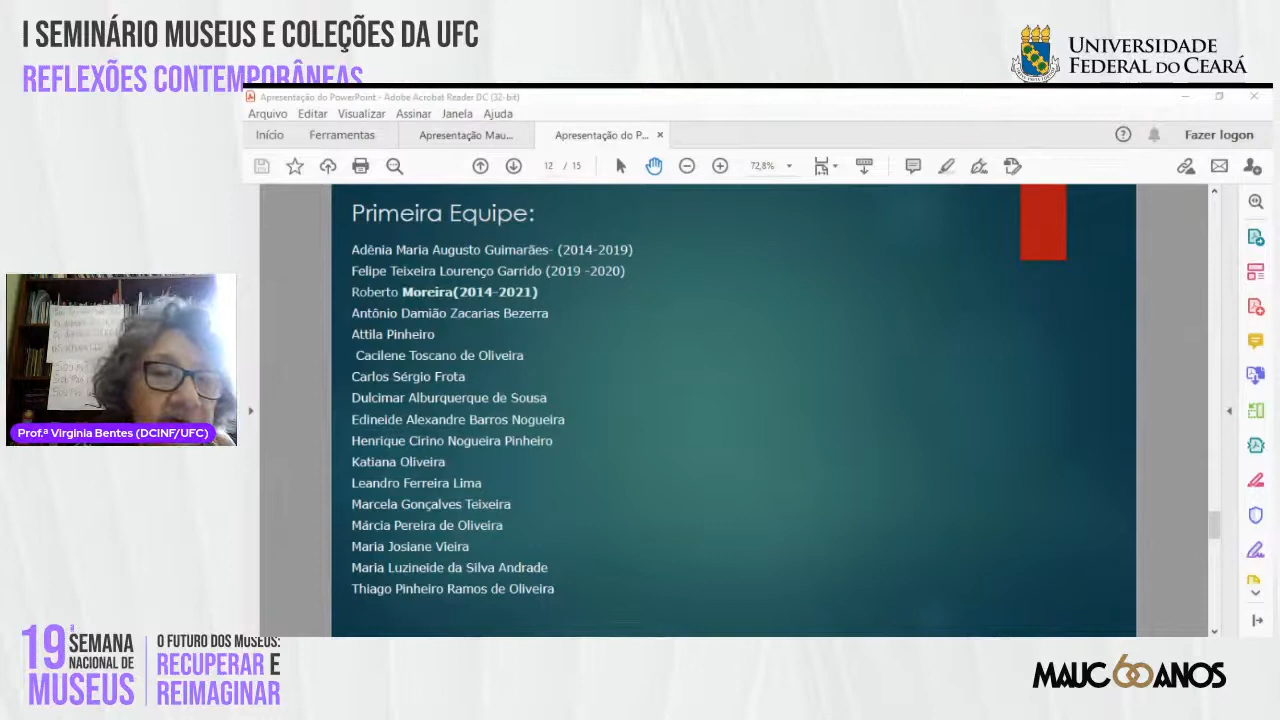 I SEMINÁRIO MUSEUS E COLEÇÕES DA UFC
REFLEXÕES CONTEMPORÂNEAS
UNIVERSIDADE
FEDERAL DO CEARÁ
Apresentação do PowerPoint - Adobe Acrobat Reader DC (32-bit)
Arquivo Editar Visualizar Assinar Janela Ajuda
Início Ferramentas Apresentação Mau... Apresentação do P... × Fazer logon
12 / 15 72,8%
Primeira Equipe:
Adênia Maria Augusto Guimarães- (2014-2019)
Felipe Teixeira Lourenço Garrido (2019 -2020)
Roberto Moreira(2014-2021)
Antônio Damião Zacarias Bezerra
Attila Pinheiro
Cacilene Toscano de Oliveira
Carlos Sérgio Frota
Dulcimar Alburquerque de Sousa
Edineide Alexandre Barros Nogueira
Henrique Cirino Nogueira Pinheiro
Katiana Oliveira
Leandro Ferreira Lima
Marcela Gonçalves Teixeira
Márcia Pereira de Oliveira
Maria Josiane Vieira
Maria Luzineide da Silva Andrade
Thiago Pinheiro Ramos de Oliveira
Prof.ª Virginia Bentes (DCINF/UFC)
19ª SEMANA
NACIONAL DE
MUSEUS
O FUTURO DOS MUSEUS:
RECUPERAR E
REIMAGINAR
MAUC 60 ANOS